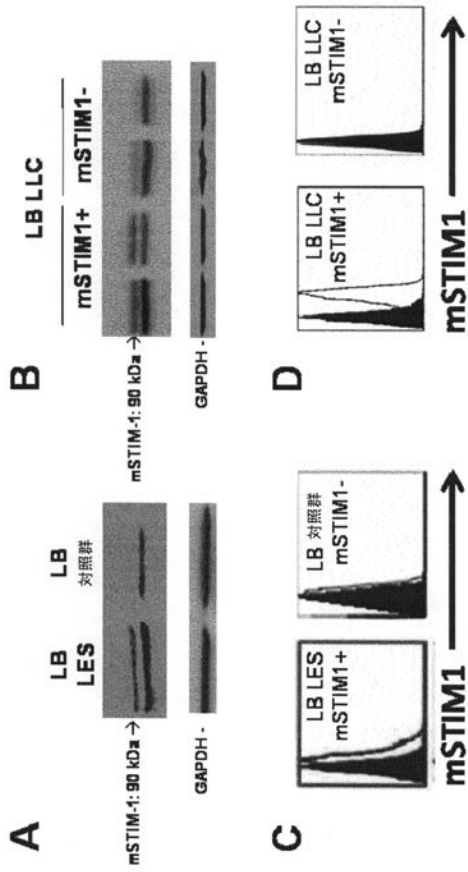 A
LB
LES
LB
対照群
mSTIM-1: 90 kDa →
GAPDH -
B
LB LLC
mSTIM1+
mSTIM1-
mSTIM-1: 90 kDa →
GAPDH -
C
LB LES
mSTIM1+
LB 対照群
mSTIM1-
mSTIM1
D
LB LLC
mSTIM1+
LB LLC
mSTIM1-
mSTIM1